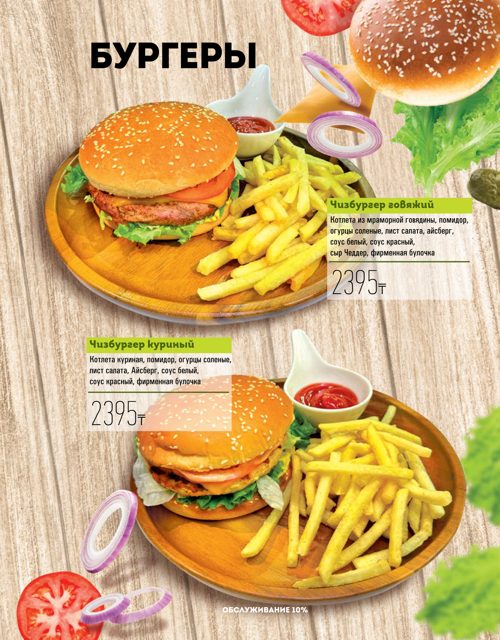 БУРГЕРЫ
Чизбургер говяжий
Котлета из мраморной говядины, помидор,
огурцы соленые, лист салата, айсберг,
соус белый, соус красный,
сыр Чеддер, фирменная булочка
2395₸
Чизбургер куриный
Котлета куриная, помидор, огурцы соленые,
лист салата, Айсберг, соус белый,
соус красный, фирменная булочка
2395₸
ОБСЛУЖИВАНИЕ 10%